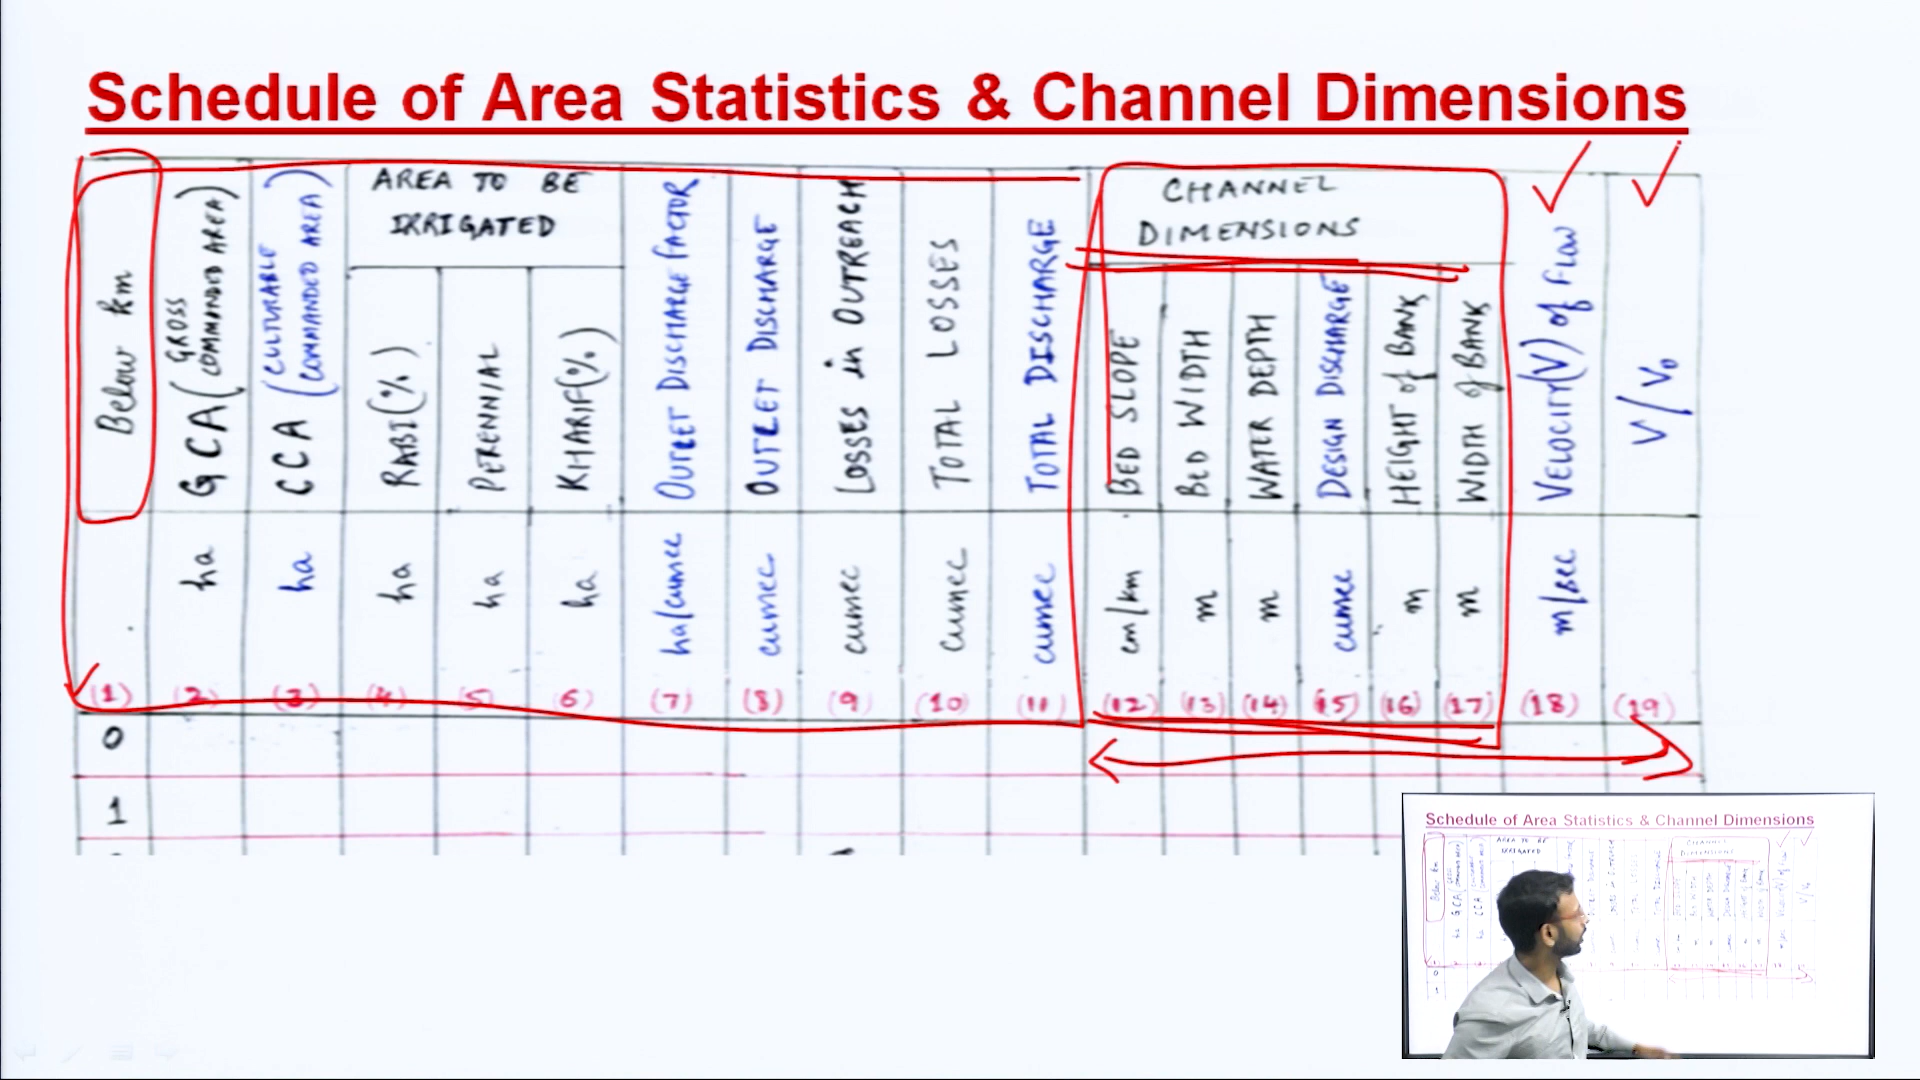 Schedule of Area Statistics & Channel Dimensions
Below km
GCA (GROSS COMMANDED AREA)
CCA (CULTURABLE COMMANDED AREA)
AREA TO BE
IRRIGATED
RABI (%)
PERENNIAL
KHARIF (%)
OUTLET DISCHARGE FACTOR
OUTLET DISCHARGE
LOSSES in OUTREACH
TOTAL LOSSES
TOTAL DISCHARGE
CHANNEL
DIMENSIONS
BED SLOPE
BED WIDTH
WATER DEPTH
DESIGN DISCHARGE
HEIGHT of BANK
WIDTH of BANK
VELOCITY (V) of Flow
V/V₀
ha
ha
ha
ha
ha
ha/cumec
cumec
cumec
cumec
cumec
cm/km
m
m
cumec
m
m
m/sec
(1) (2) (3) (4) (5) (6) (7) (8) (9) (10) (11) (12) (13) (14) (15) (16) (17) (18) (19)
0
1
Schedule of Area Statistics & Channel Dimensions